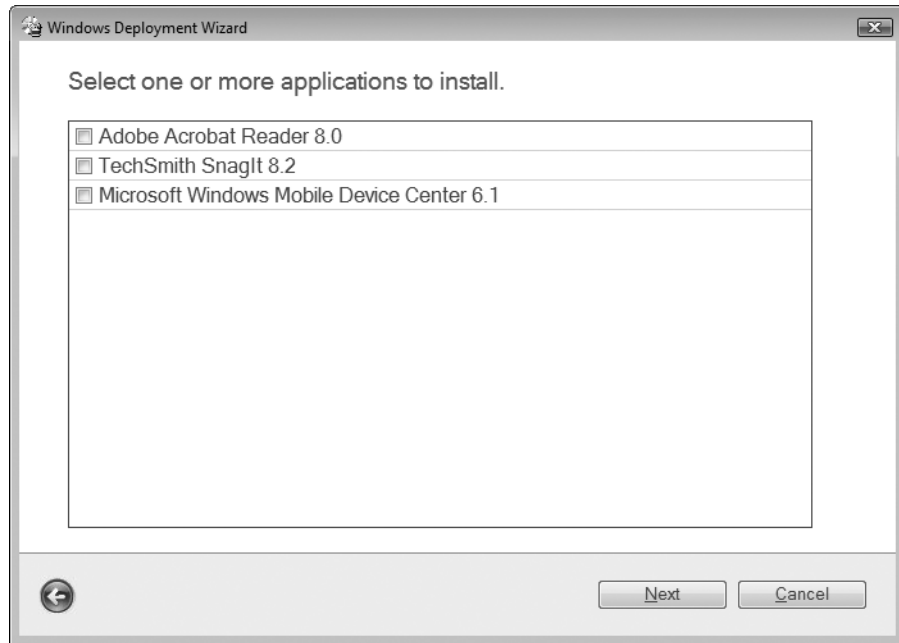 Windows Deployment Wizard
Select one or more applications to install.
Adobe Acrobat Reader 8.0
TechSmith SnagIt 8.2
Microsoft Windows Mobile Device Center 6.1
Next
Cancel